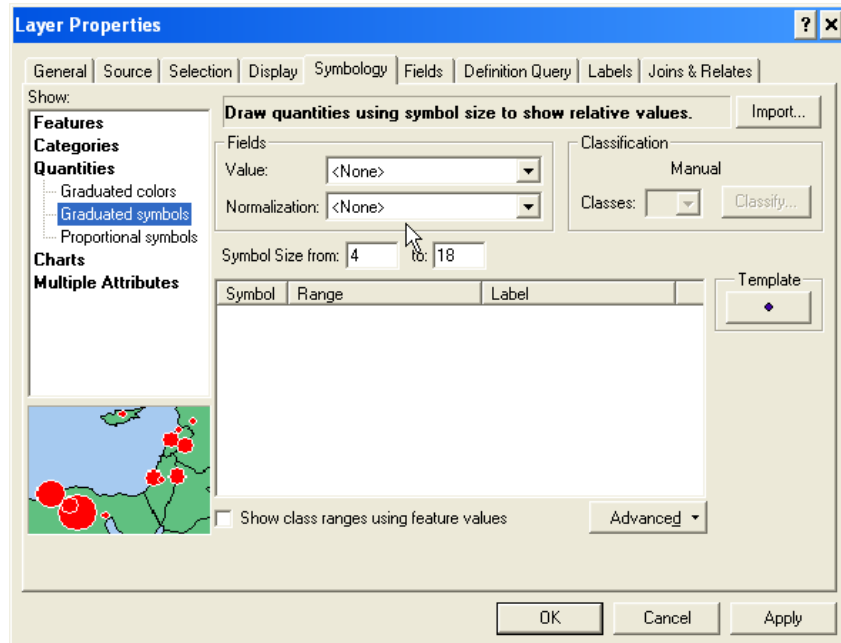 Layer Properties
General Source Selection Display Symbology Fields Definition Query Labels Joins & Relates
Show:
Features
Categories
Quantities
Graduated colors
Graduated symbols
Proportional symbols
Charts
Multiple Attributes
Draw quantities using symbol size to show relative values.
Import...
Fields
Value: <None>
Normalization: <None>
Classification
Manual
Classes:
Classify...
Symbol Size from: 4 to: 18
Symbol Range Label
Template
Show class ranges using feature values
Advanced
OK Cancel Apply